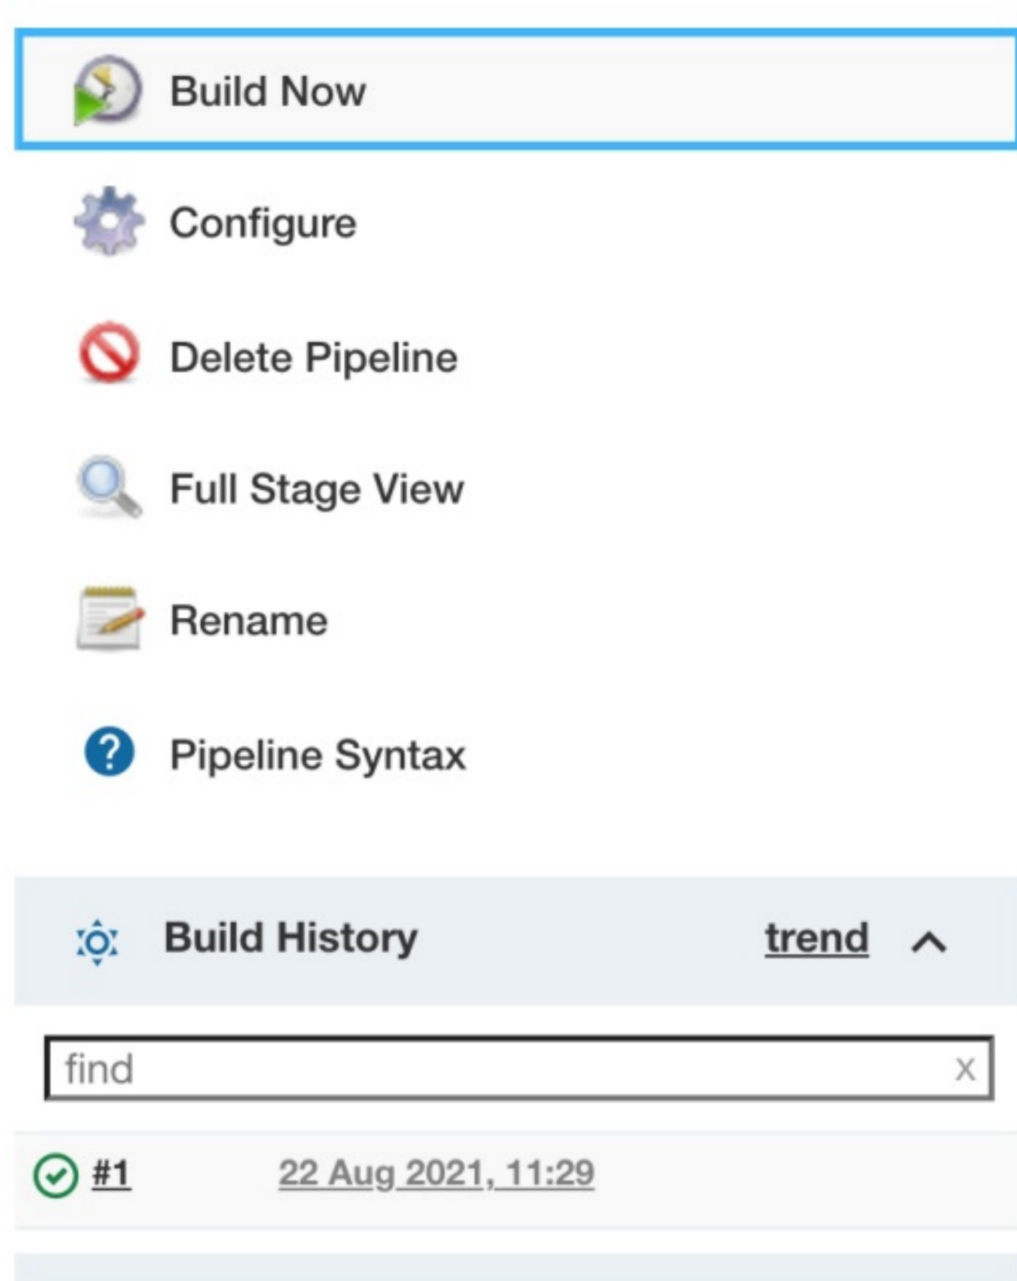 Build Now
Configure
Delete Pipeline
Full Stage View
Rename
Pipeline Syntax
Build History trend
find x
#1 22 Aug 2021, 11:29